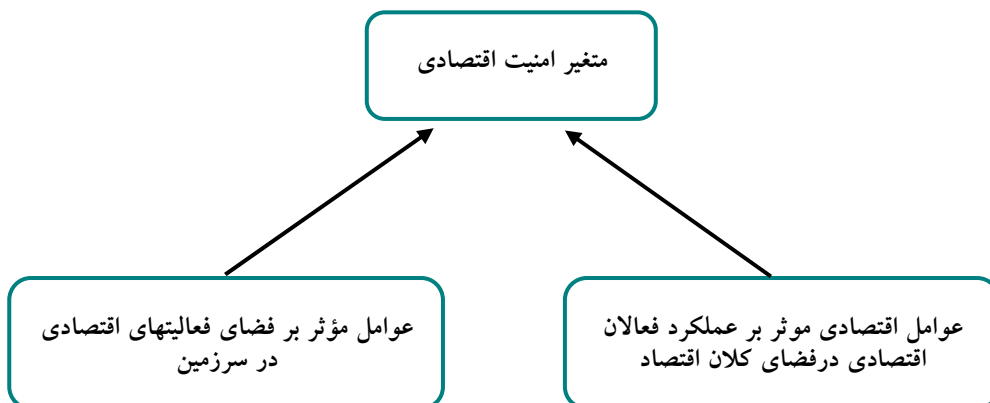 متغیر امنیت اقتصادی
عوامل اقتصادی موثر بر عملکرد فعالان
اقتصادی درفضای کلان اقتصاد
عوامل مؤثر بر فضای فعالیتهای اقتصادی
در سرزمین